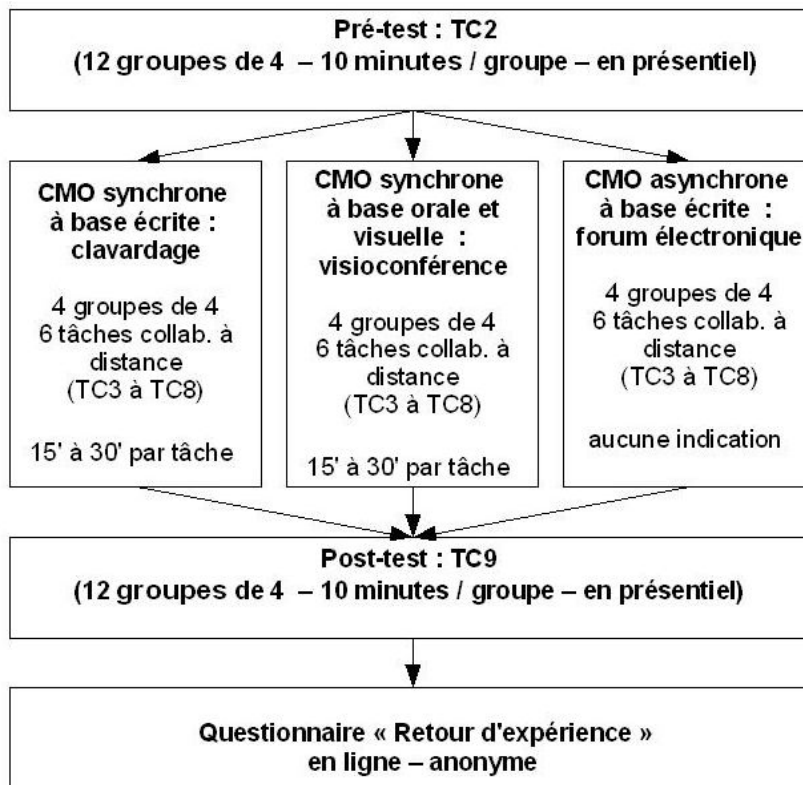 Pré-test : TC2
(12 groupes de 4 – 10 minutes / groupe – en présentiel)
CMO synchrone
à base écrite :
clavardage
4 groupes de 4
6 tâches collab. à
distance
(TC3 à TC8)
15' à 30' par tâche
CMO synchrone
à base orale et
visuelle :
visioconférence
4 groupes de 4
6 tâches collab. à
distance
(TC3 à TC8)
15' à 30' par tâche
CMO asynchrone
à base écrite :
forum électronique
4 groupes de 4
6 tâches collab. à
distance
(TC3 à TC8)
aucune indication
Post-test : TC9
(12 groupes de 4 – 10 minutes / groupe – en présentiel)
Questionnaire « Retour d'expérience »
en ligne – anonyme